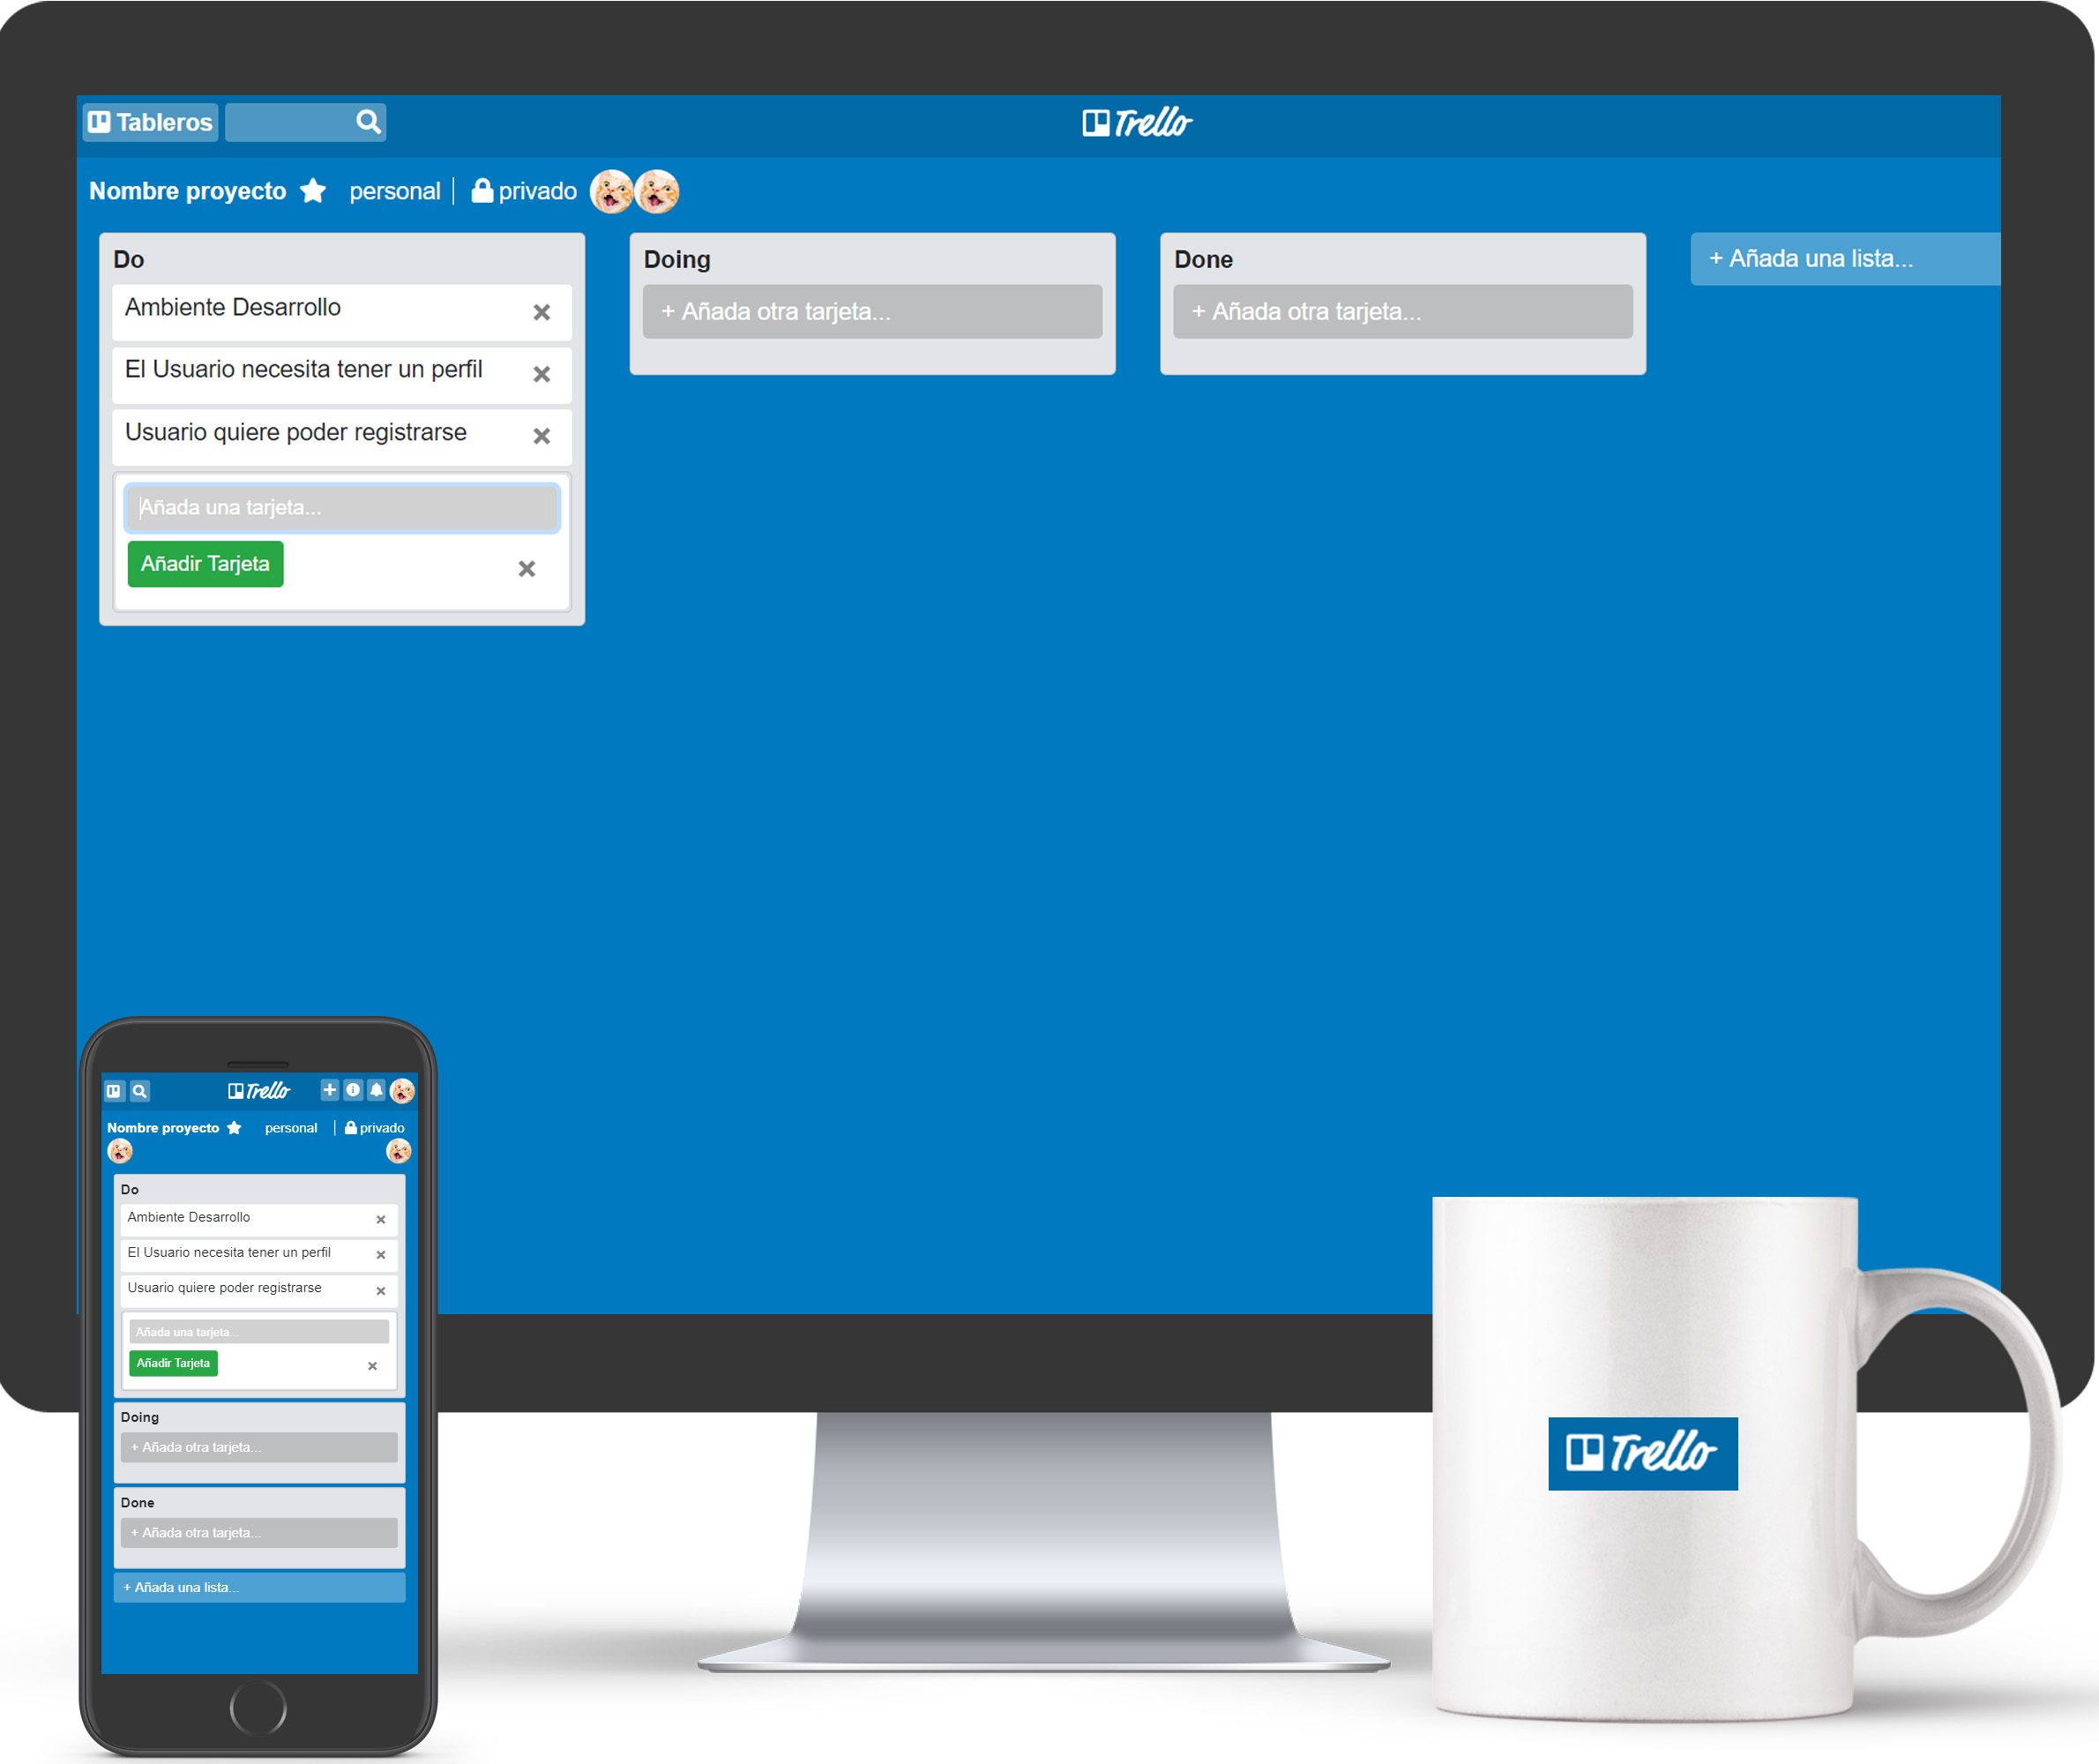 Tableros
Trello
Nombre proyecto personal | privado
Do
Ambiente Desarrollo
El Usuario necesita tener un perfil
Usuario quiere poder registrarse
Añada una tarjeta...
Añadir Tarjeta
Doing
+ Añada otra tarjeta...
Done
+ Añada otra tarjeta...
+ Añada una lista...
Trello
Nombre proyecto personal | privado
Do
Ambiente Desarrollo
El Usuario necesita tener un perfil
Usuario quiere poder registrarse
Añada una tarjeta...
Añadir Tarjeta
Doing
+ Añada otra tarjeta...
Done
+ Añada otra tarjeta...
+ Añada una lista...
Trello